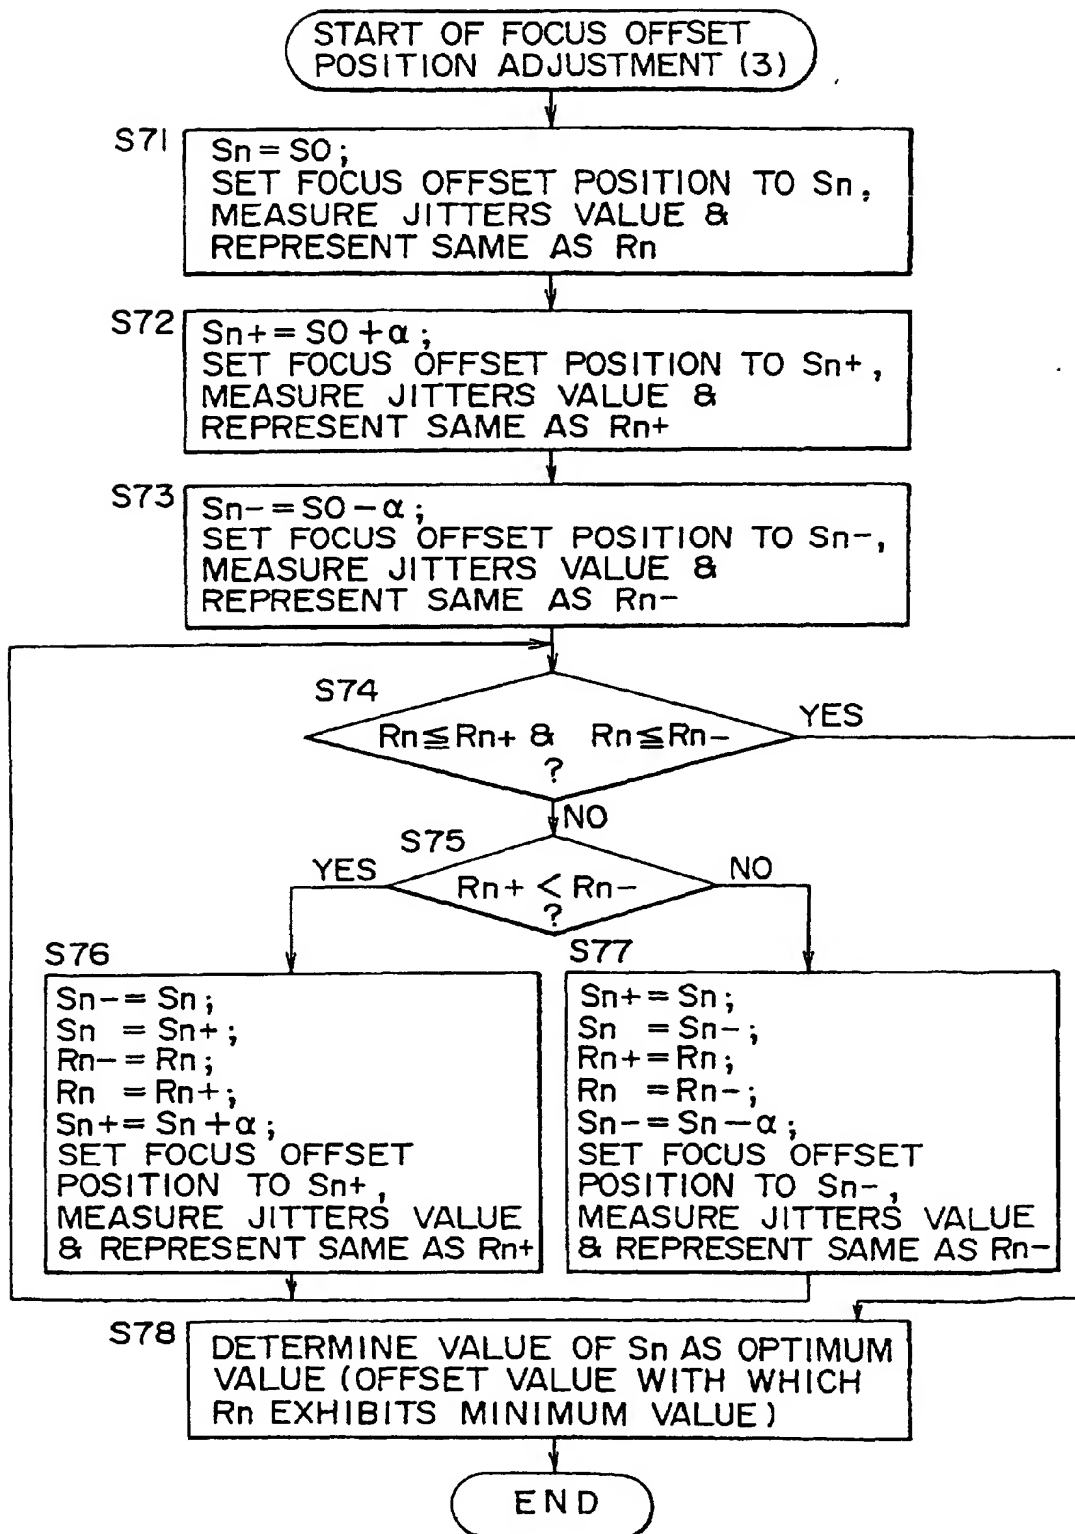 START OF FOCUS OFFSET
POSITION ADJUSTMENT (3)
S71
Sn = SO;
SET FOCUS OFFSET POSITION TO Sn,
MEASURE JITTERS VALUE &
REPRESENT SAME AS Rn
S72
Sn+ = SO + α;
SET FOCUS OFFSET POSITION TO Sn+,
MEASURE JITTERS VALUE &
REPRESENT SAME AS Rn+
S73
Sn- = SO - α;
SET FOCUS OFFSET POSITION TO Sn-,
MEASURE JITTERS VALUE &
REPRESENT SAME AS Rn-
S74
Rn ≦ Rn+ & Rn ≦ Rn-
?
YES
NO
S75
Rn+ < Rn-
?
YES
NO
S76
Sn- = Sn;
Sn = Sn+;
Rn- = Rn;
Rn = Rn+;
Sn+ = Sn + α;
SET FOCUS OFFSET
POSITION TO Sn+,
MEASURE JITTERS VALUE
& REPRESENT SAME AS Rn+
S77
Sn+ = Sn;
Sn = Sn-;
Rn+ = Rn;
Rn = Rn-;
Sn- = Sn - α;
SET FOCUS OFFSET
POSITION TO Sn-,
MEASURE JITTERS VALUE
& REPRESENT SAME AS Rn-
S78
DETERMINE VALUE OF Sn AS OPTIMUM
VALUE (OFFSET VALUE WITH WHICH
Rn EXHIBITS MINIMUM VALUE)
END